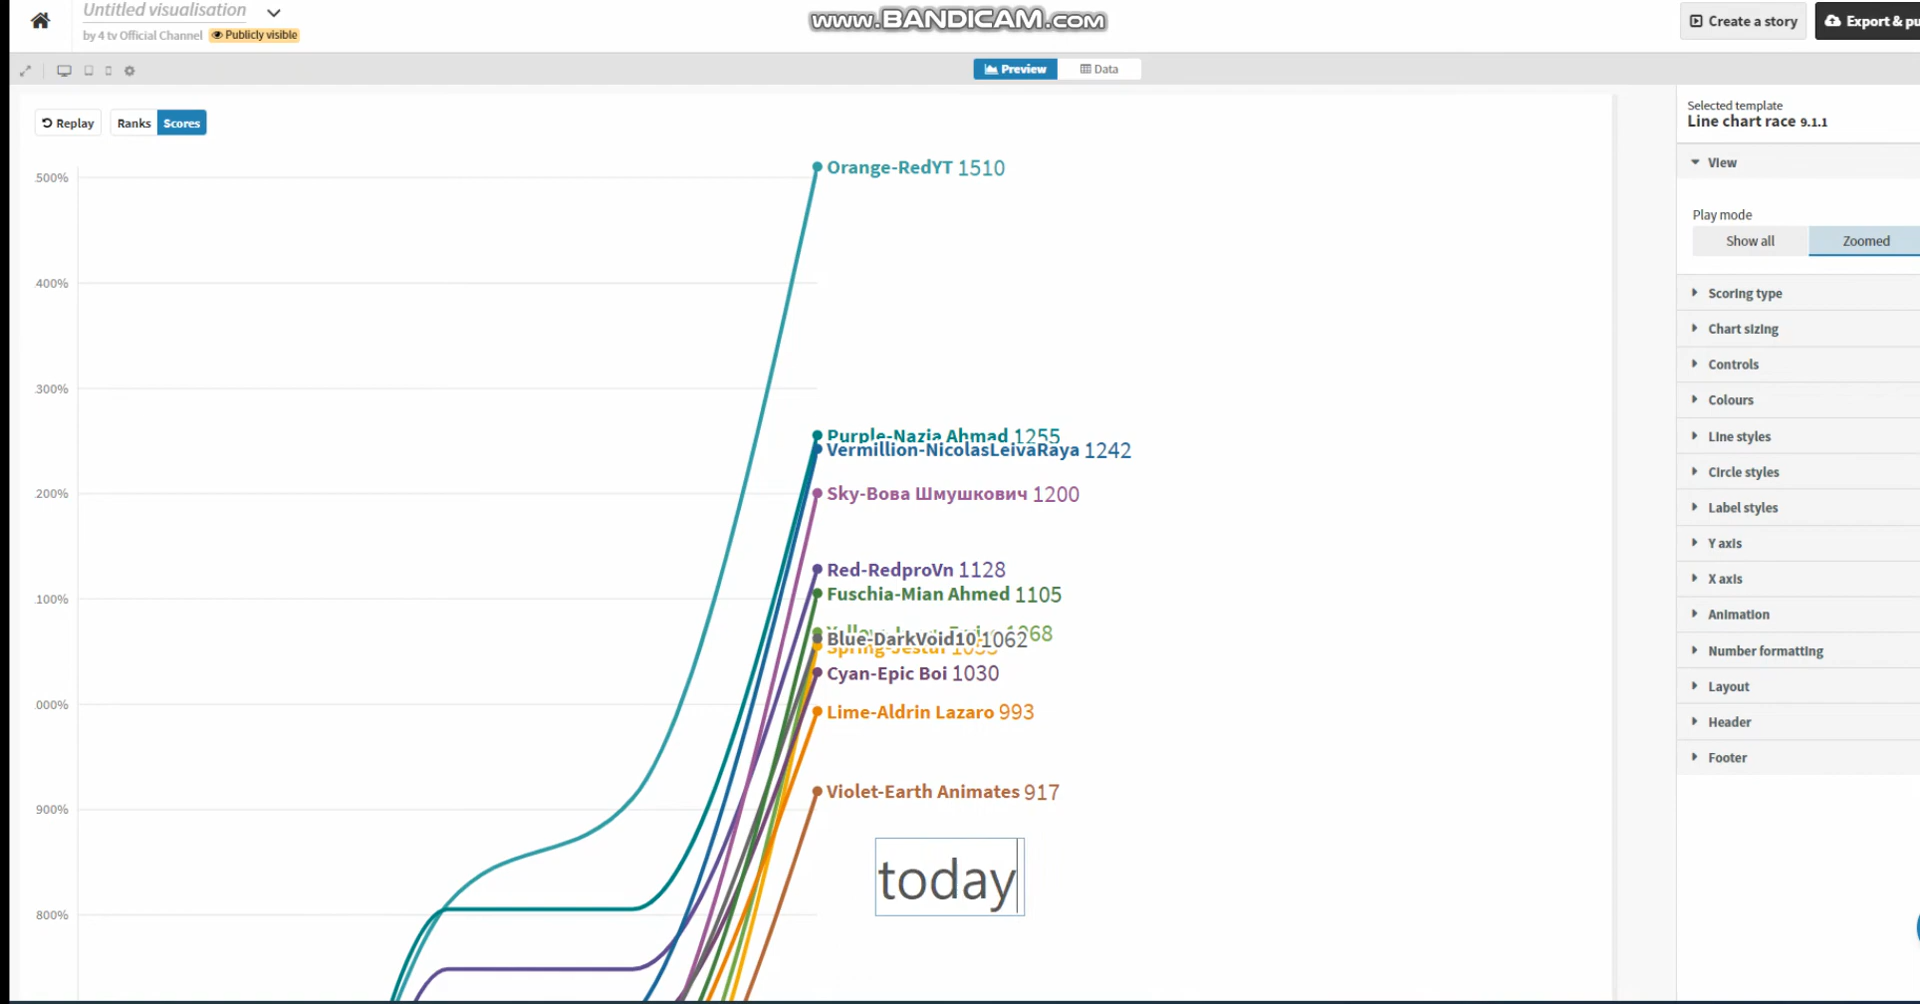 Untitled visualisation
www.BANDICAM.com
Create a story
Export & pu
by 4 tv Official Channel
Publicly visible
Preview
Data
Replay
Ranks
Scores
Selected template
Line chart race 9.1.1
View
Play mode
Show all
Zoomed
Scoring type
Chart sizing
Controls
Colours
Line styles
Circle styles
Label styles
Y axis
X axis
Animation
Number formatting
Layout
Header
Footer
500%
400%
300%
200%
100%
000%
900%
800%
Orange-RedYT 1510
Purple-Nazia Ahmad 1255
Vermillion-NicolasLeivaRaya 1242
Sky-Вова Шмушкович 1200
Red-RedproVn 1128
Fuschia-Mian Ahmed 1105
1068
Blue-DarkVoid10 1062
Cyan-Epic Boi 1030
Lime-Aldrin Lazaro 993
Violet-Earth Animates 917
today